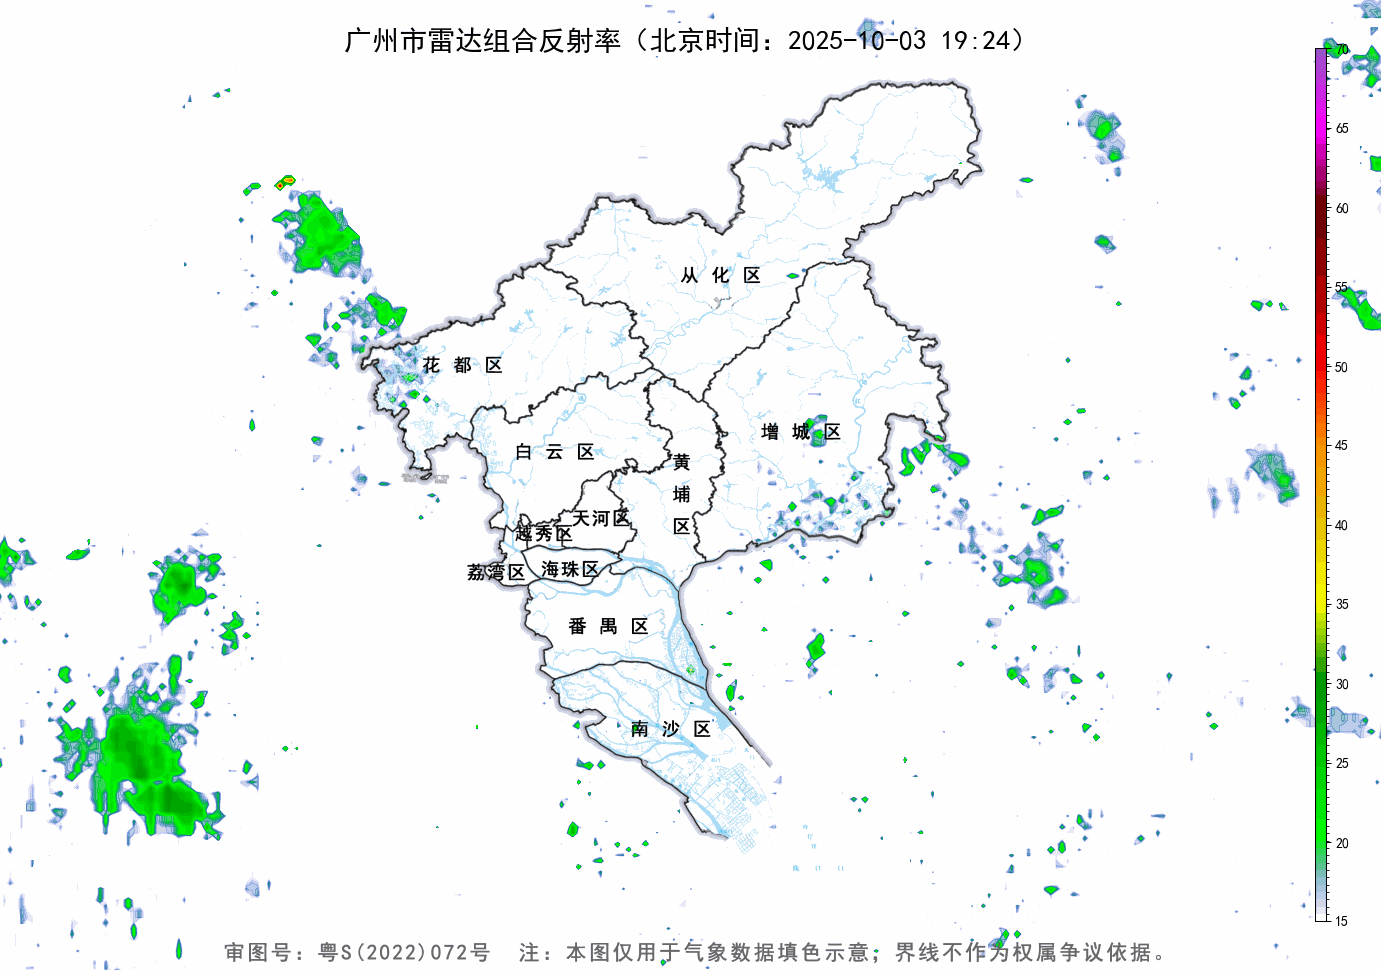 广州市雷达组合反射率（北京时间：2025-10-03 19:24）
70
65
60
55
50
45
40
35
30
25
20
15
从 化 区
花 都 区
增 城 区
白 云 区
黄
埔
区
天河区
越秀区
荔湾区
海珠区
番 禺 区
南 沙 区
审图号：粤S(2022)072号 注：本图仅用于气象数据填色示意；界线不作为权属争议依据。